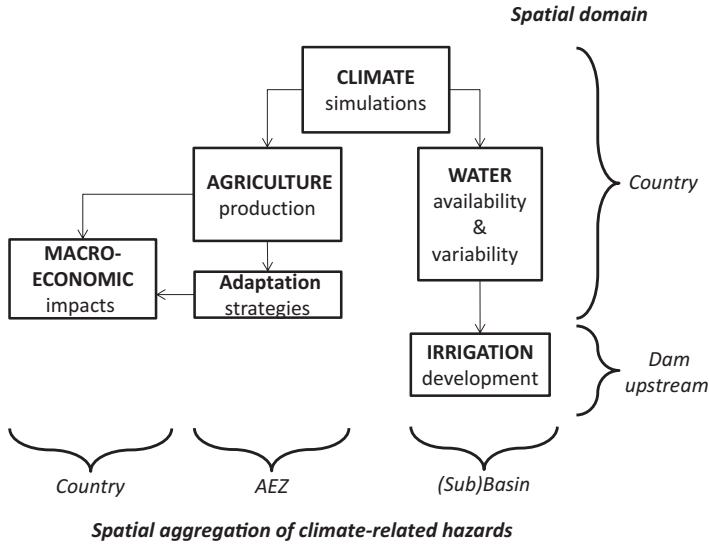 Spatial domain
CLIMATE
simulations
AGRICULTURE
production
WATER
availability
&
variability
Country
MACRO-
ECONOMIC
impacts
Adaptation
strategies
IRRIGATION
development
Dam
upstream
Country
AEZ
(Sub)Basin
Spatial aggregation of climate-related hazards